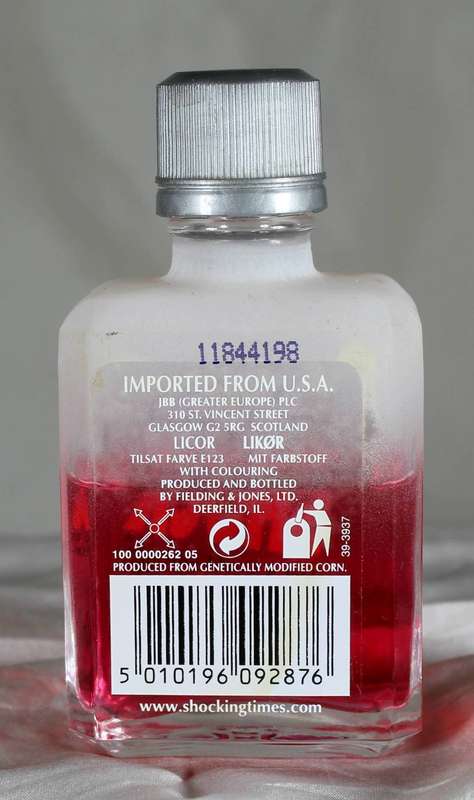 11844198
IMPORTED FROM U.S.A.
JBB (GREATER EUROPE) PLC
310 ST. VINCENT STREET
GLASGOW G2 5RG SCOTLAND
LICOR LIKØR
TILSAT FARVE E123 MIT FARBSTOFF
WITH COLOURING
PRODUCED AND BOTTLED
BY FIELDING & JONES, LTD.
DEERFIELD, IL.
39-3937
100 0000262 05
PRODUCED FROM GENETICALLY MODIFIED CORN.
5 010196 092876
www.shockingtimes.com